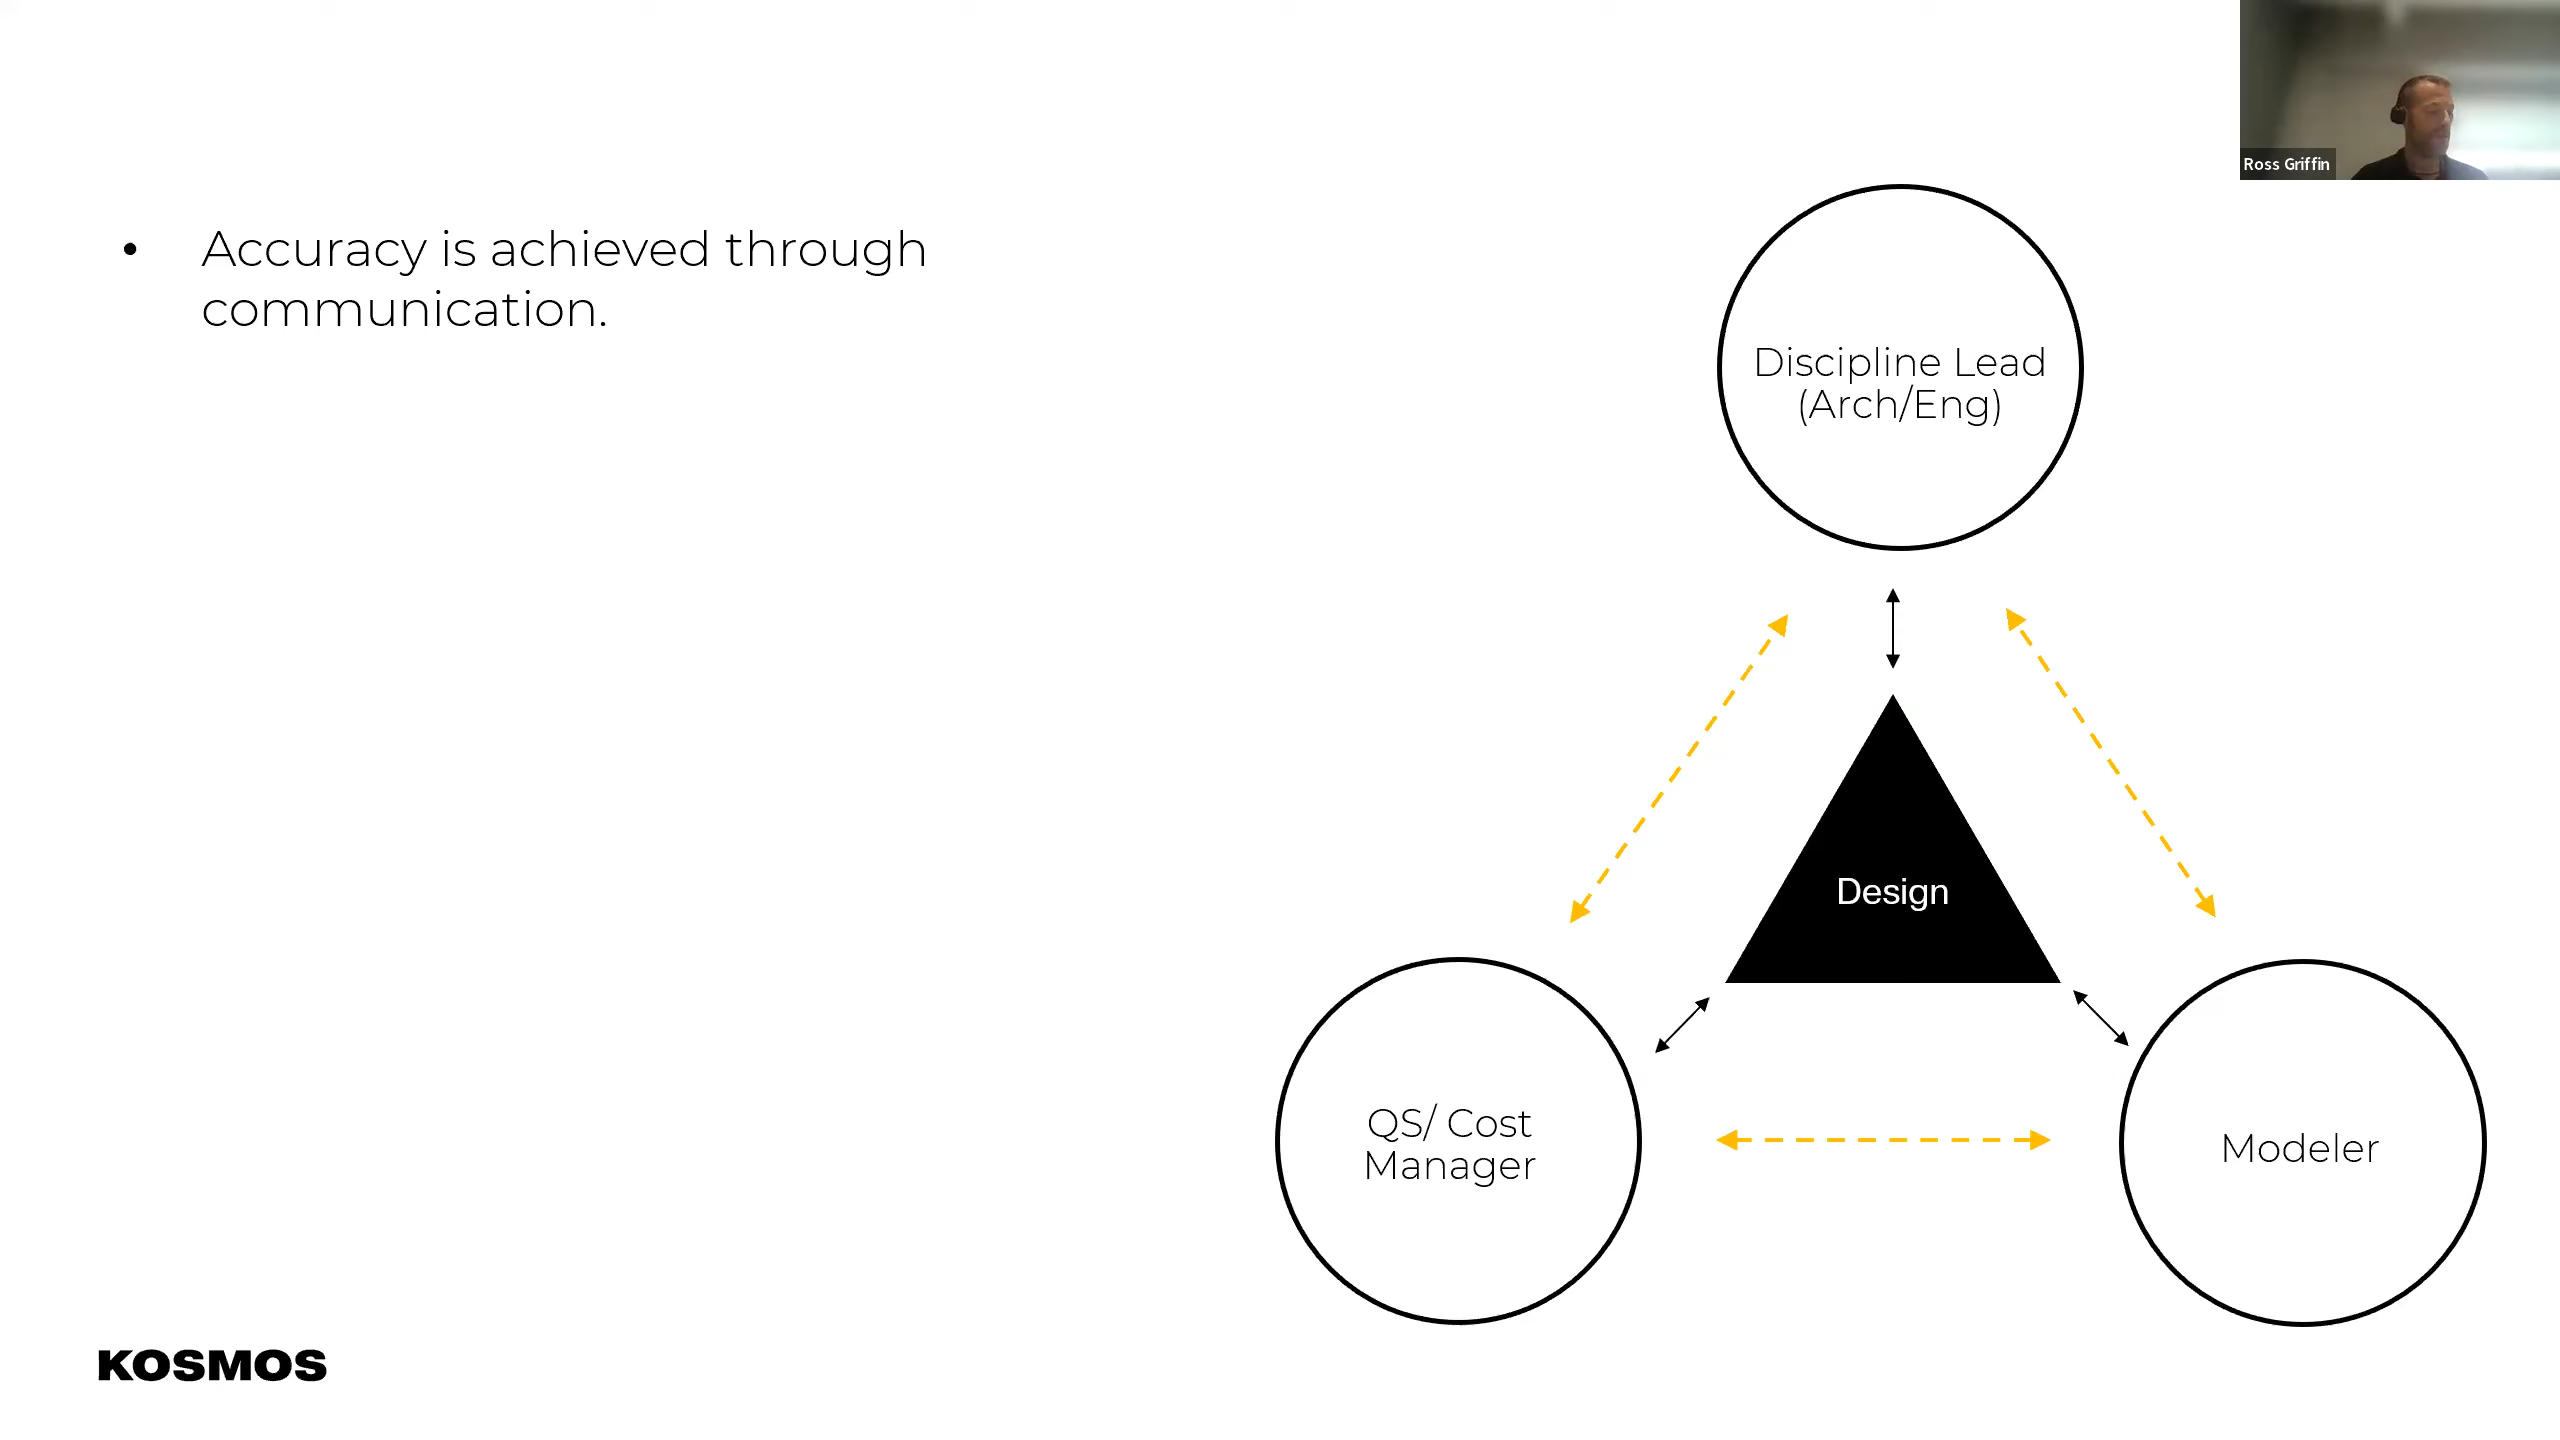 Ross Griffin
• Accuracy is achieved through
communication.
Discipline Lead
(Arch/Eng)
Design
QS/ Cost
Manager
Modeler
KOSMOS